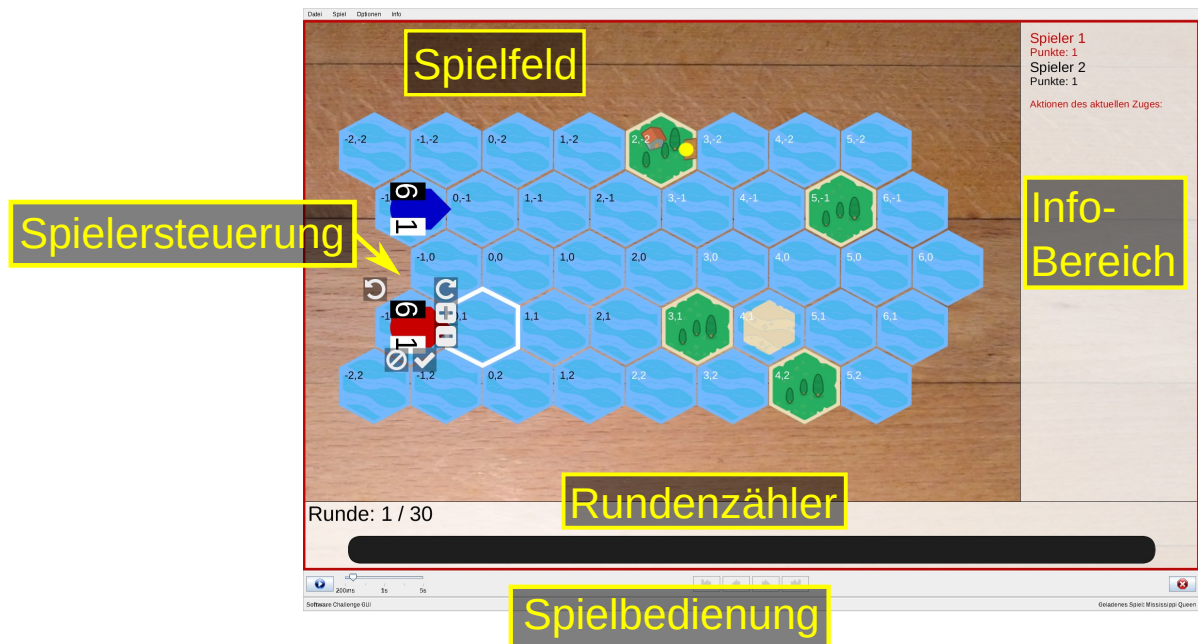 Datei Spiel Optionen Info
Spielfeld
Spieler 1
Punkte: 1
Spieler 2
Punkte: 1
Aktionen des aktuellen Zuges:
-2,-2 -1,-2 0,-2 1,-2 2,-2 3,-2 4,-2 5,-2
6 1 0,-1 1,-1 2,-1 3,-1 4,-1 5,-1 6,-1
Spielersteuerung
Info-
Bereich
-1,0 0,0 1,0 2,0 3,0 4,0 5,0 6,0
6 1 1,1 2,1 3,1 4,1 5,1 6,1
-2,2 -1,2 0,2 1,2 2,2 3,2 4,2 5,2
Rundenzähler
Runde: 1 / 30
200ms 1s 5s
Spielbedienung
Software Challenge GUI
Geladenes Spiel: Mississippi Queen